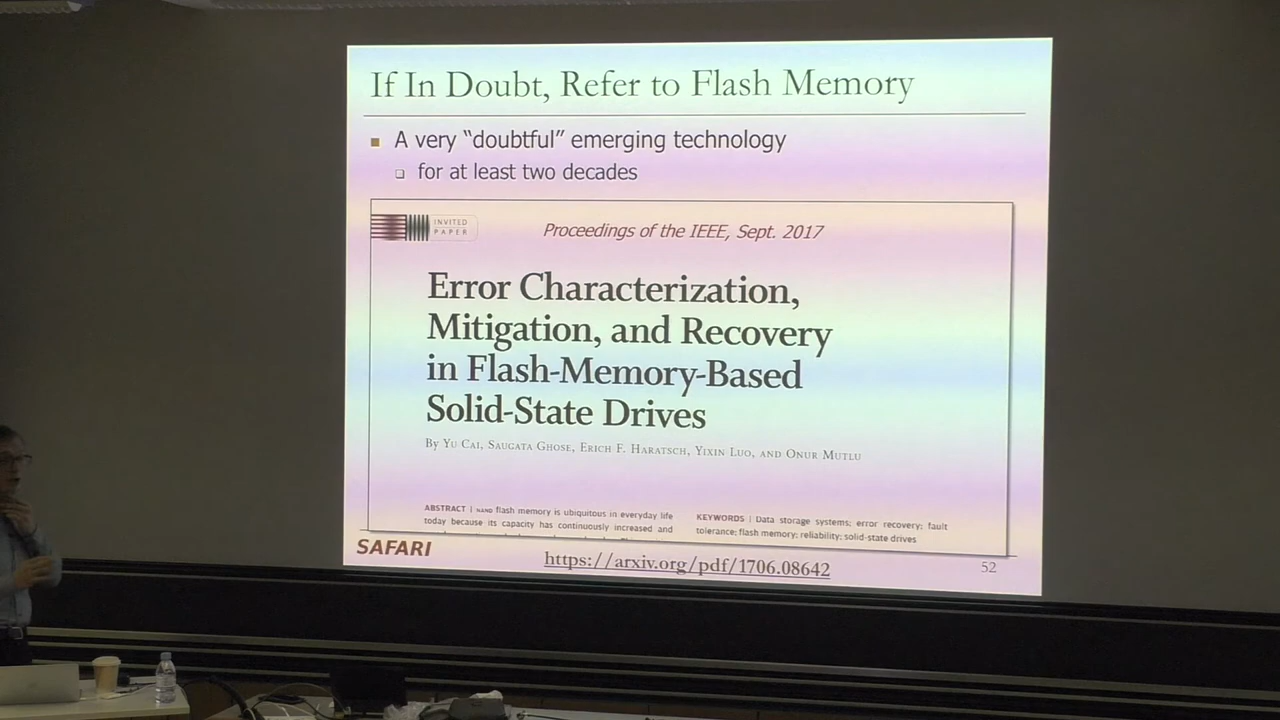 If In Doubt, Refer to Flash Memory
A very “doubtful” emerging technology
for at least two decades
INVITED
PAPER
Proceedings of the IEEE, Sept. 2017
Error Characterization,
Mitigation, and Recovery
in Flash-Memory-Based
Solid-State Drives
By Yu Cai, Saugata Ghose, Erich F. Haratsch, Yixin Luo, and Onur Mutlu
ABSTRACT | NAND flash memory is ubiquitous in everyday life
today because its capacity has continuously increased and
KEYWORDS | Data storage systems; error recovery; fault
tolerance; flash memory; reliability; solid-state drives
SAFARI
https://arxiv.org/pdf/1706.08642
52